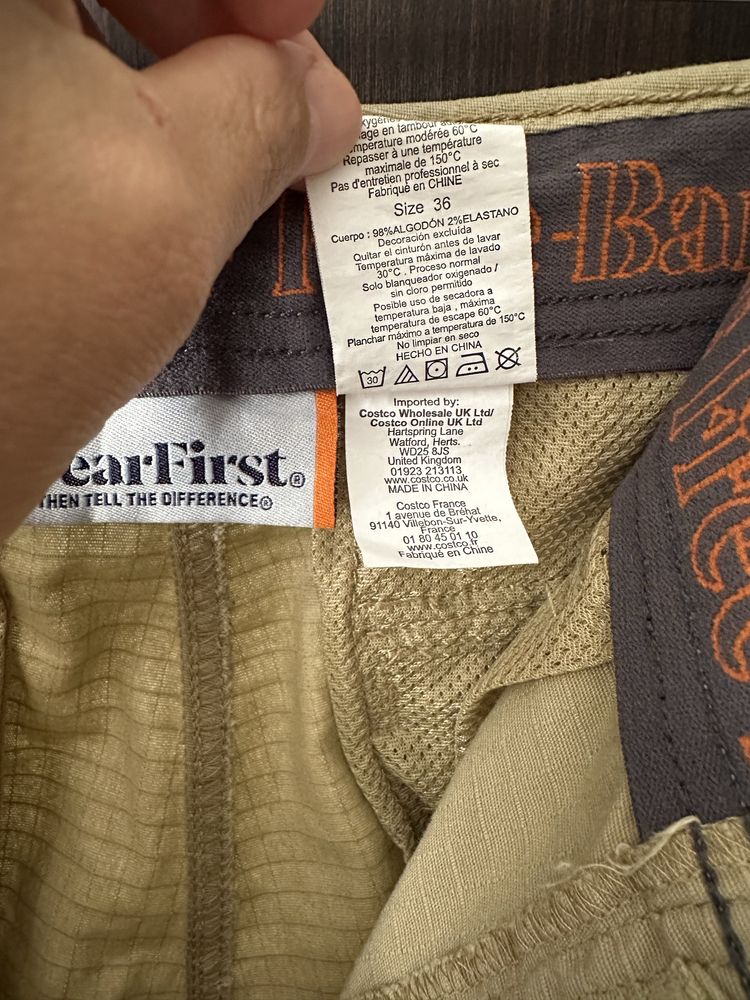 mpérature modérée 60°C
Repasser à une température
maximale de 150°C
Pas d'entretien professionnel à sec
Fabriqué en CHINE
Size 36
Cuerpo : 98%ALGODÓN 2%ELASTANO
Decoración excluída
Quitar el cinturón antes de lavar
Temperatura máxima de lavado
30°C . Proceso normal
Solo blanqueador oxigenado /
sin cloro permitido
Posible uso de secadora a
temperatura baja , máxima
temperatura de escape 60°C
Planchar máximo a temperatura de 150°C
No limpiar en seco
HECHO EN CHINA
30
Imported by:
Costco Wholesale UK Ltd/
Costco Online UK Ltd
Hartspring Lane
Watford, Herts.
WD25 8JS
United Kingdom
01923 213113
www.costco.co.uk
MADE IN CHINA
Costco France
1 avenue de Bréhat
91140 Villebon-Sur-Yvette,
France
01 80 45 01 10
www.costco.fr
Fabriqué en Chine
earFirst®
THEN TELL THE DIFFERENCE®
e-Bar